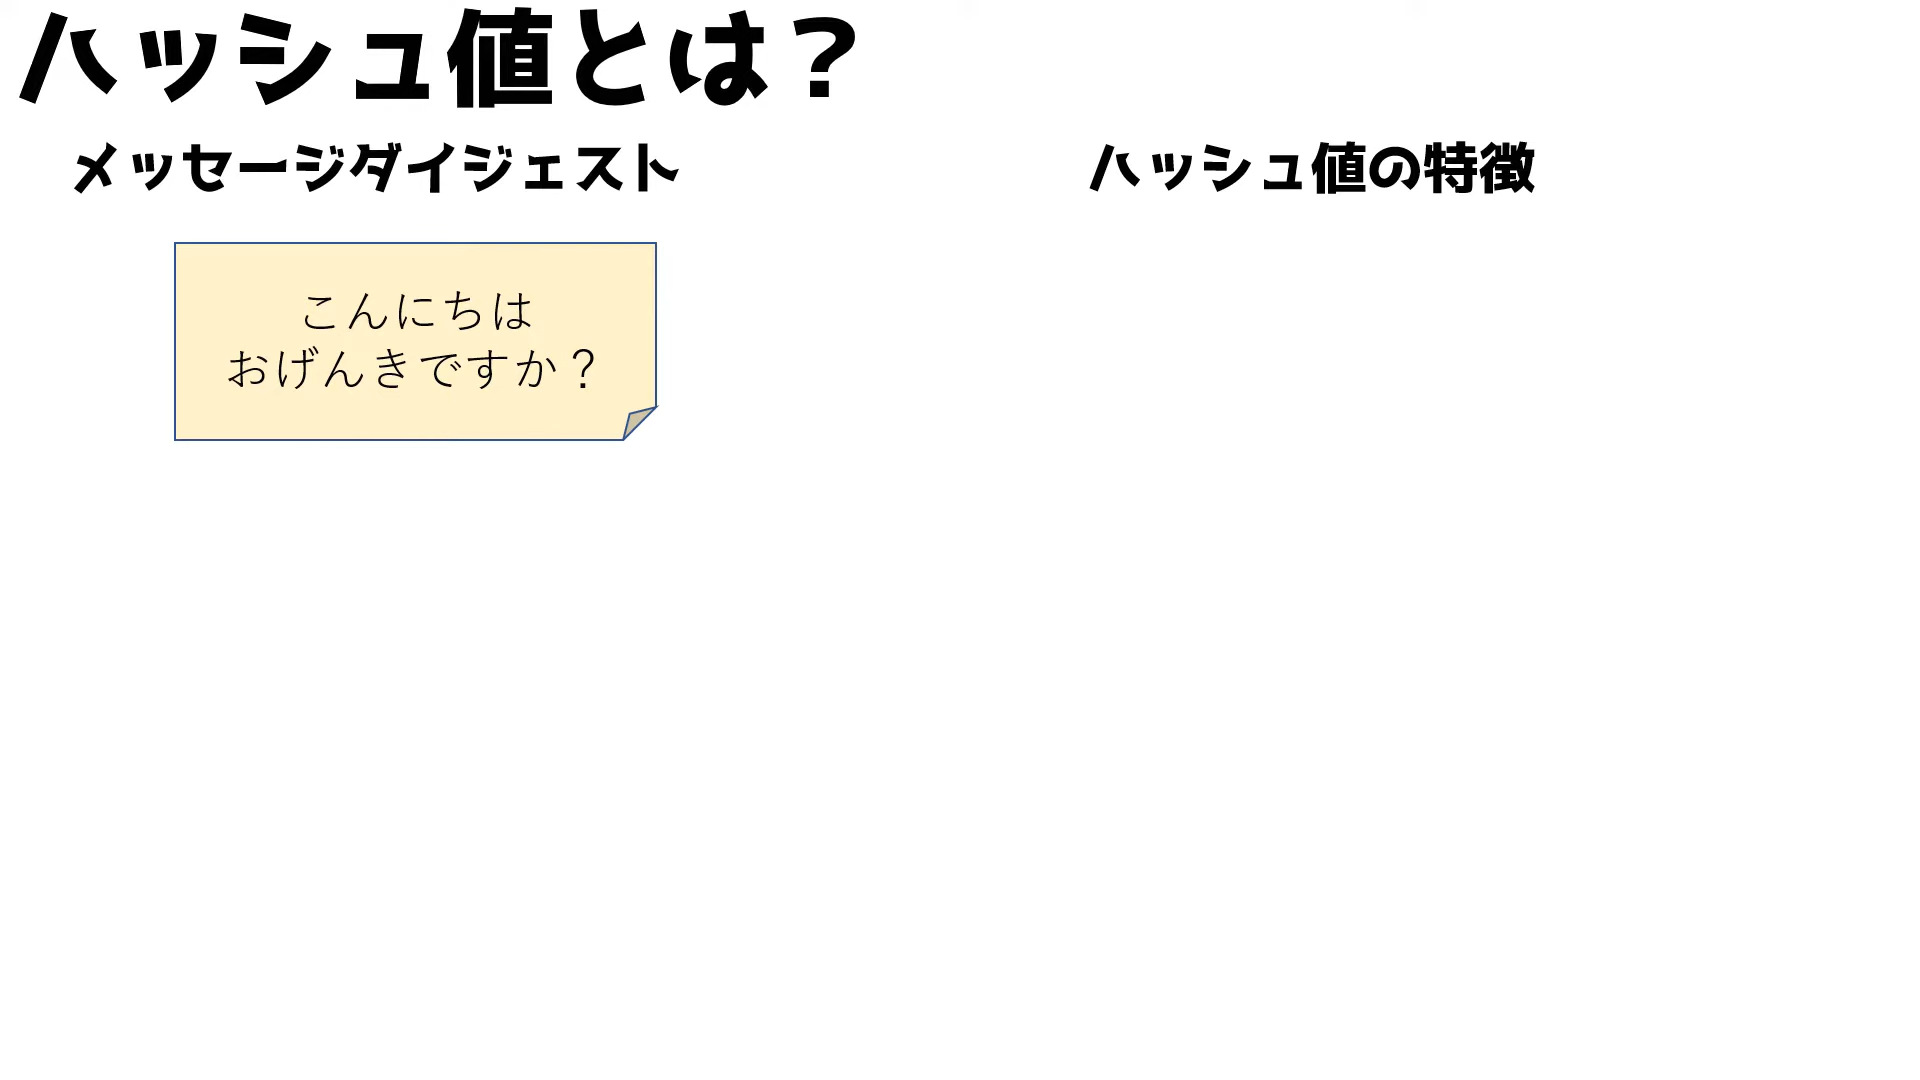 ハッシュ値とは？
メッセージダイジェスト
こんにちは
おげんきですか？
ハッシュ値の特徴